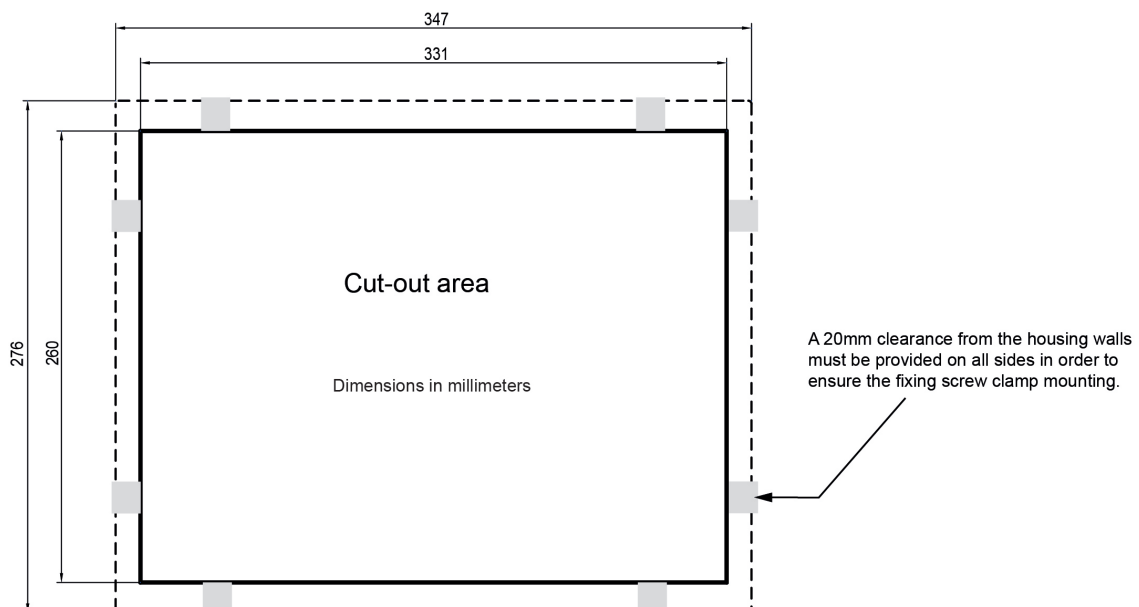 347
331
276
260
Cut-out area
Dimensions in millimeters
A 20mm clearance from the housing walls
must be provided on all sides in order to
ensure the fixing screw clamp mounting.